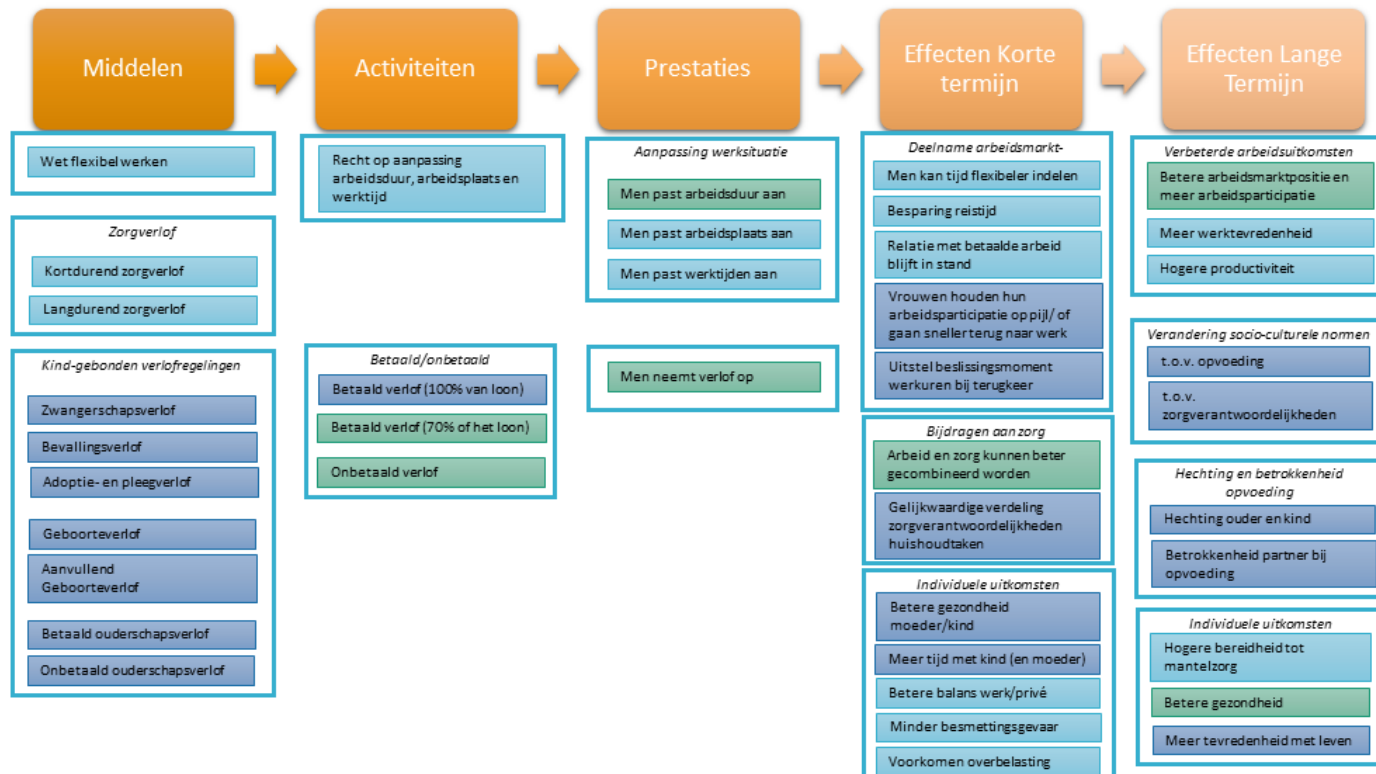 Middelen
Activiteiten
Prestaties
Effecten Korte
termijn
Effecten Lange
Termijn
Wet flexibel werken
Zorgverlof
Kortdurend zorgverlof
Langdurend zorgverlof
Kind-gebonden verlofregelingen
Zwangerschapsverlof
Bevallingsverlof
Adoptie- en pleegverlof
Geboorteverlof
Aanvullend
Geboorteverlof
Betaald ouderschapsverlof
Onbetaald ouderschapsverlof
Recht op aanpassing
arbeidsduur, arbeidsplaats en
werktijd
Betaald/onbetaald
Betaald verlof (100% van loon)
Betaald verlof (70% of het loon)
Onbetaald verlof
Aanpassing werksituatie
Men past arbeidsduur aan
Men past arbeidsplaats aan
Men past werktijden aan
Men neemt verlof op
Deelname arbeidsmarkt-
Men kan tijd flexibeler indelen
Besparing reistijd
Relatie met betaalde arbeid
blijft in stand
Vrouwen houden hun
arbeidsparticipatie op pijl/ of
gaan sneller terug naar werk
Uitstel beslissingsmoment
werkuren bij terugkeer
Bijdragen aan zorg
Arbeid en zorg kunnen beter
gecombineerd worden
Gelijkwaardige verdeling
zorgverantwoordelijkheden
huishoudtaken
Individuele uitkomsten
Betere gezondheid
moeder/kind
Meer tijd met kind (en moeder)
Betere balans werk/privé
Minder besmettingsgevaar
Voorkomen overbelasting
Verbeterde arbeidsuitkomsten
Betere arbeidsmarktpositie en
meer arbeidsparticipatie
Meer werktevredenheid
Hogere productiviteit
Verandering socio-culturele normen
t.o.v. opvoeding
t.o.v.
zorgverantwoordelijkheden
Hechting en betrokkenheid
opvoeding
Hechting ouder en kind
Betrokkenheid partner bij
opvoeding
Individuele uitkomsten
Hogere bereidheid tot
mantelzorg
Betere gezondheid
Meer tevredenheid met leven